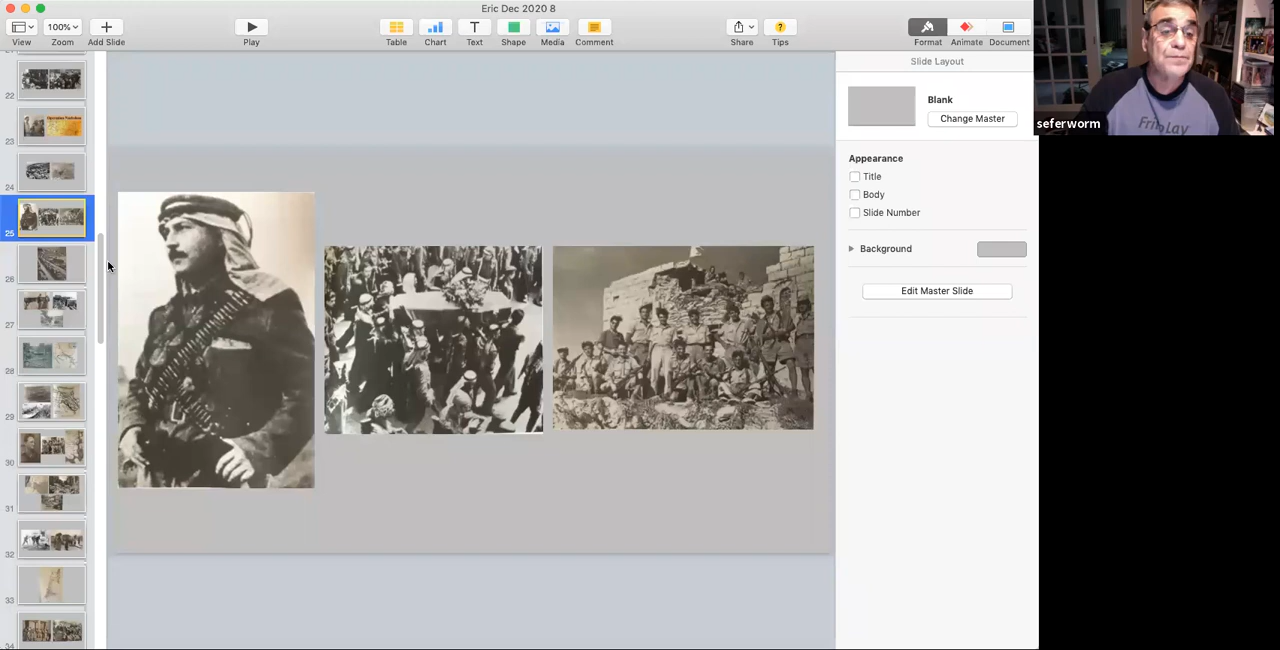 Eric Dec 2020 8
View
100%
Zoom
Add Slide
Play
Table
Chart
Text
Shape
Media
Comment
Share
Tips
Format
Animate
Document
22
23
24
25
26
27
28
29
30
31
32
33
34
Slide Layout
Blank
Change Master
Appearance
Title
Body
Slide Number
Background
Edit Master Slide
seferworm